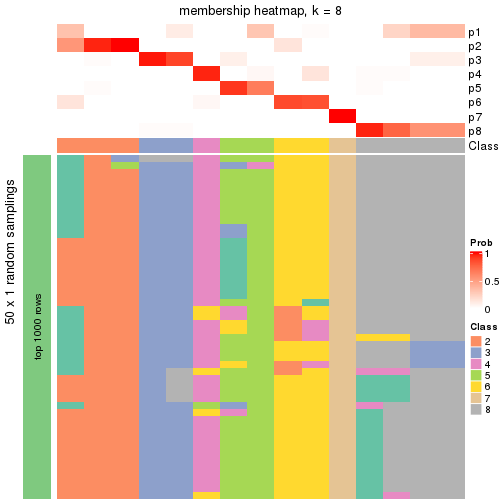 membership heatmap, k = 8
p1
p2
p3
p4
p5
p6
p7
p8
Class
50 x 1 random samplings
top 1000 rows
Prob
1
0.5
0
Class
2
3
4
5
6
7
8